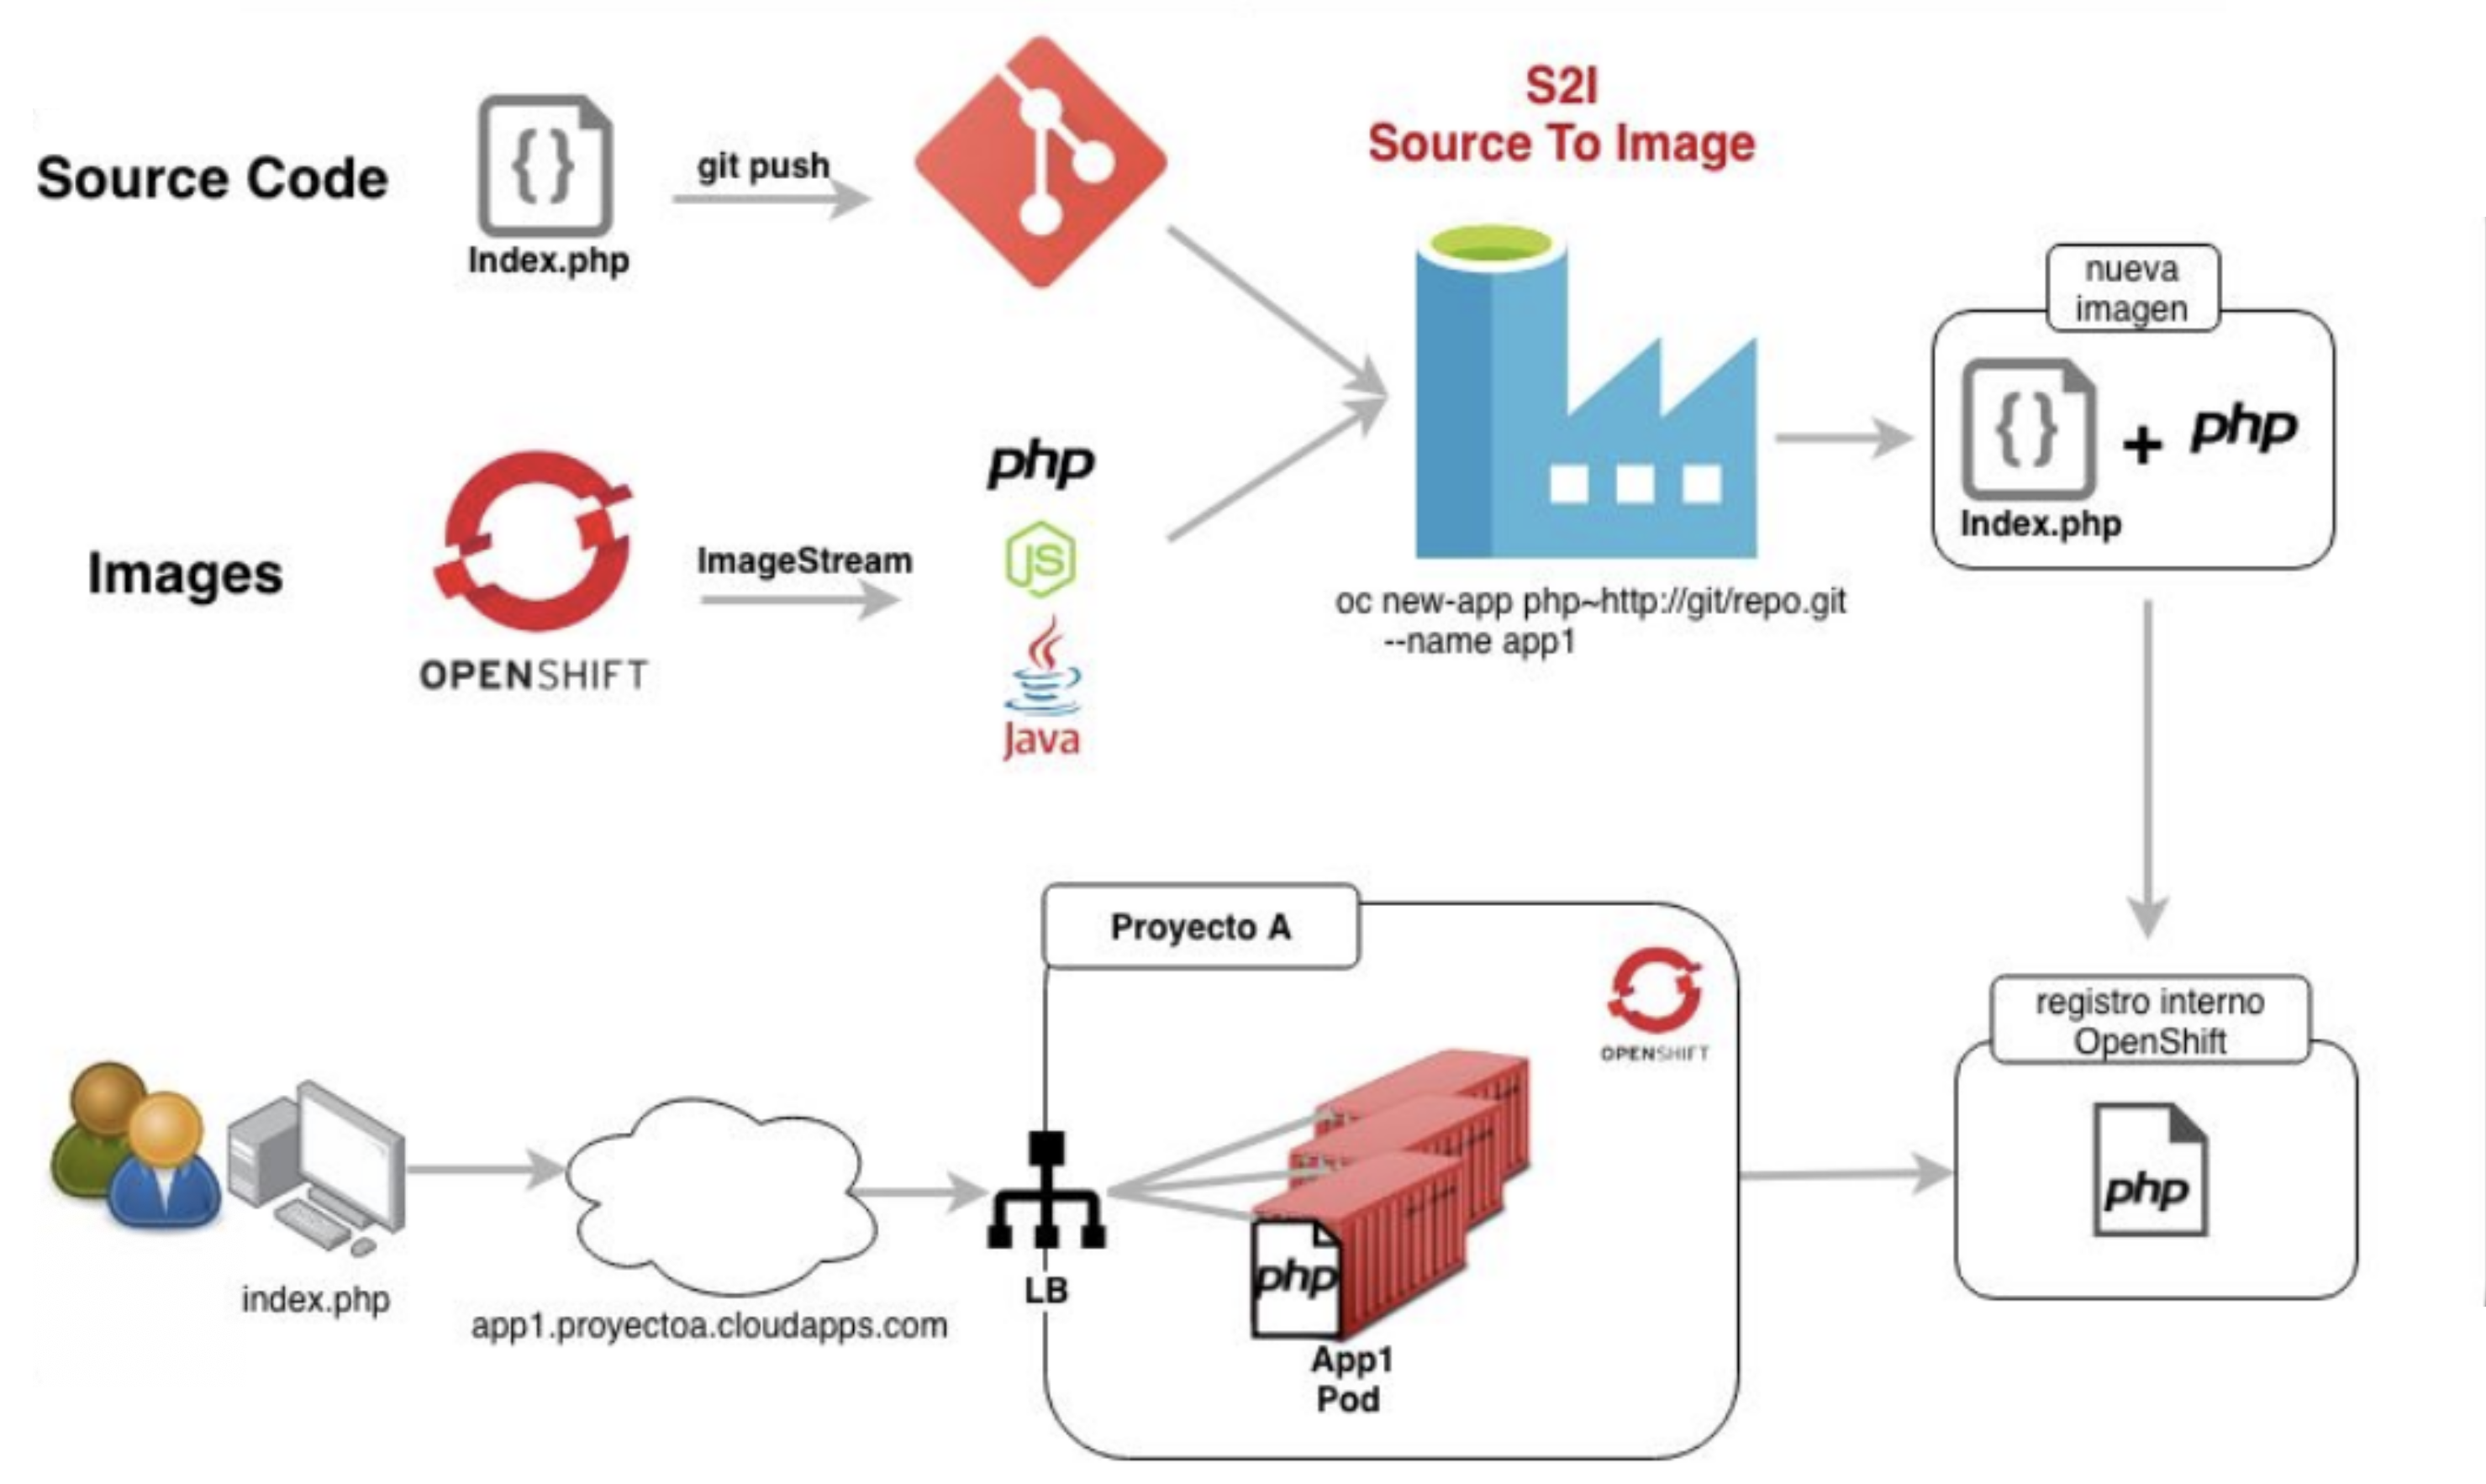 S2I
Source To Image
Source Code
{ }
Index.php
git push
nueva
imagen
{ }
+
php
Index.php
Images
OPENSHIFT
ImageStream
php
JS
Java
oc new-app php~http://git/repo.git
--name app1
Proyecto A
OPENSHIFT
registro interno
OpenShift
php
index.php
app1.proyectoa.cloudapps.com
LB
php
App1
Pod